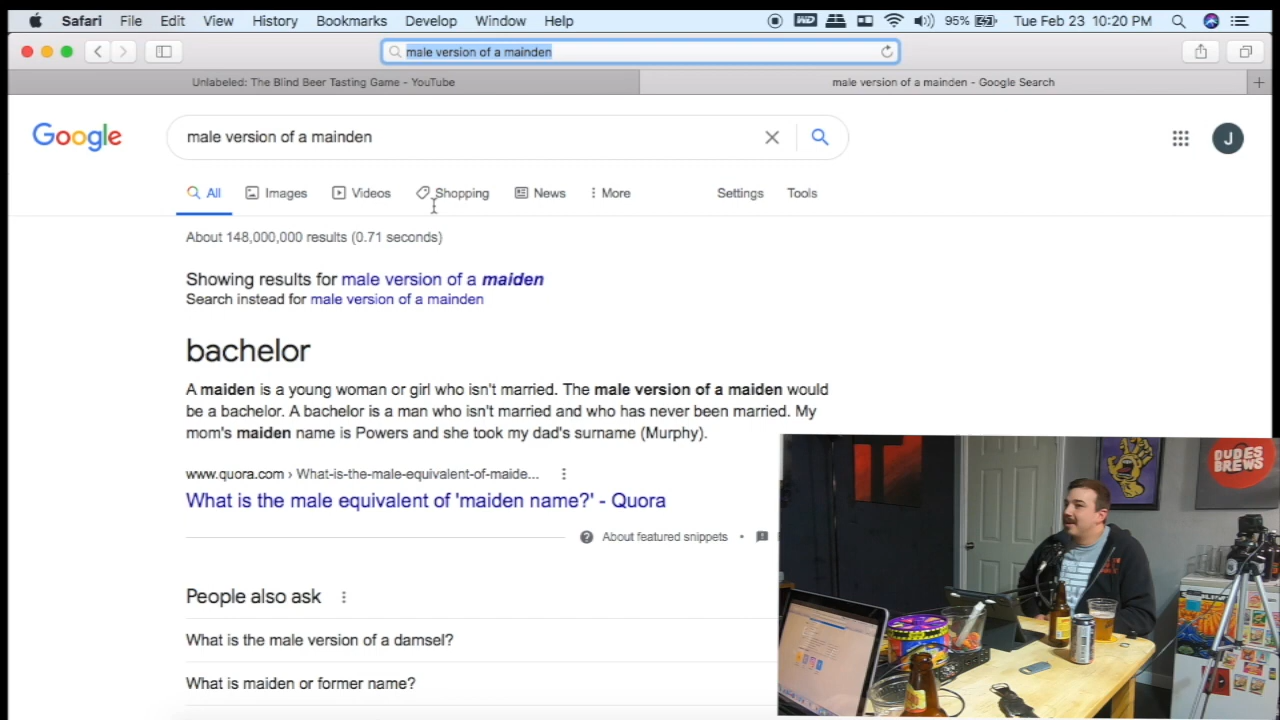 Safari File Edit View History Bookmarks Develop Window Help WD 95% Tue Feb 23 10:20 PM
male version of a mainden
Unlabeled: The Blind Beer Tasting Game - YouTube
male version of a mainden - Google Search
Google
male version of a mainden
J
All Images Videos Shopping News More Settings Tools
About 148,000,000 results (0.71 seconds)
Showing results for male version of a maiden
Search instead for male version of a mainden
bachelor
A maiden is a young woman or girl who isn't married. The male version of a maiden would
be a bachelor. A bachelor is a man who isn't married and who has never been married. My
mom's maiden name is Powers and she took my dad's surname (Murphy).
www.quora.com › What-is-the-male-equivalent-of-maide...
What is the male equivalent of 'maiden name?' - Quora
About featured snippets •
People also ask
What is the male version of a damsel?
What is maiden or former name?
DUDES
BREWS